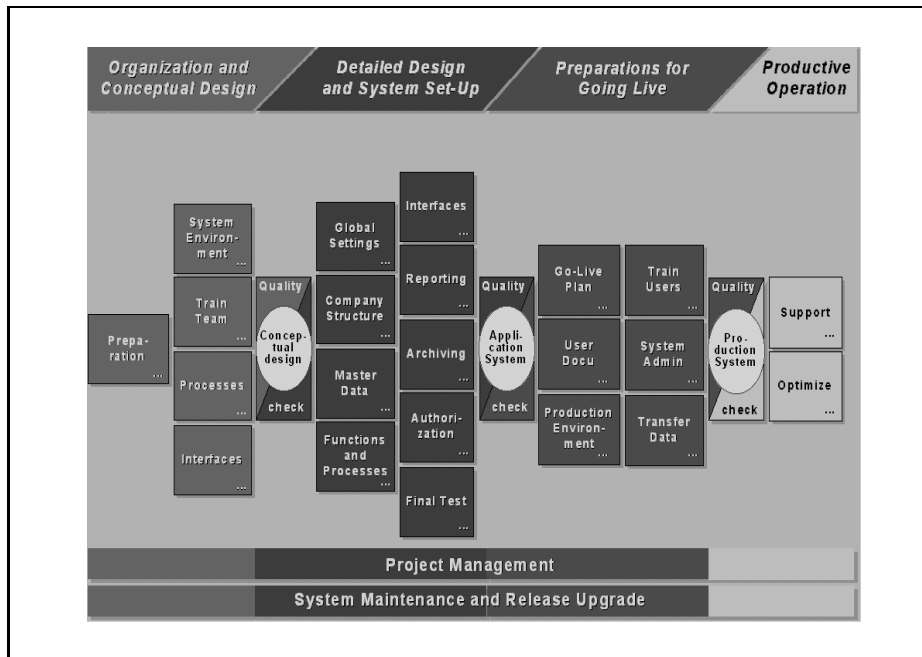 Organization and
Conceptual Design
Detailed Design
and System Set-Up
Preparations for
Going Live
Productive
Operation
Prepa-
ration
...
System
Environ-
ment
...
Train
Team
...
Processes
...
Interfaces
...
Quality
Concep-
tual
design
check
Global
Settings
...
Company
Structure
...
Master
Data
...
Functions
and
Processes
...
Interfaces
...
Reporting
...
Archiving
...
Authori-
zation
...
Final Test
...
Quality
Appli-
cation
System
check
Go-Live
Plan
...
User
Docu
...
Production
Environ-
ment
...
Train
Users
...
System
Admin
...
Transfer
Data
...
Quality
Pro-
duction
System
check
Support
...
Optimize
...
Project Management
System Maintenance and Release Upgrade